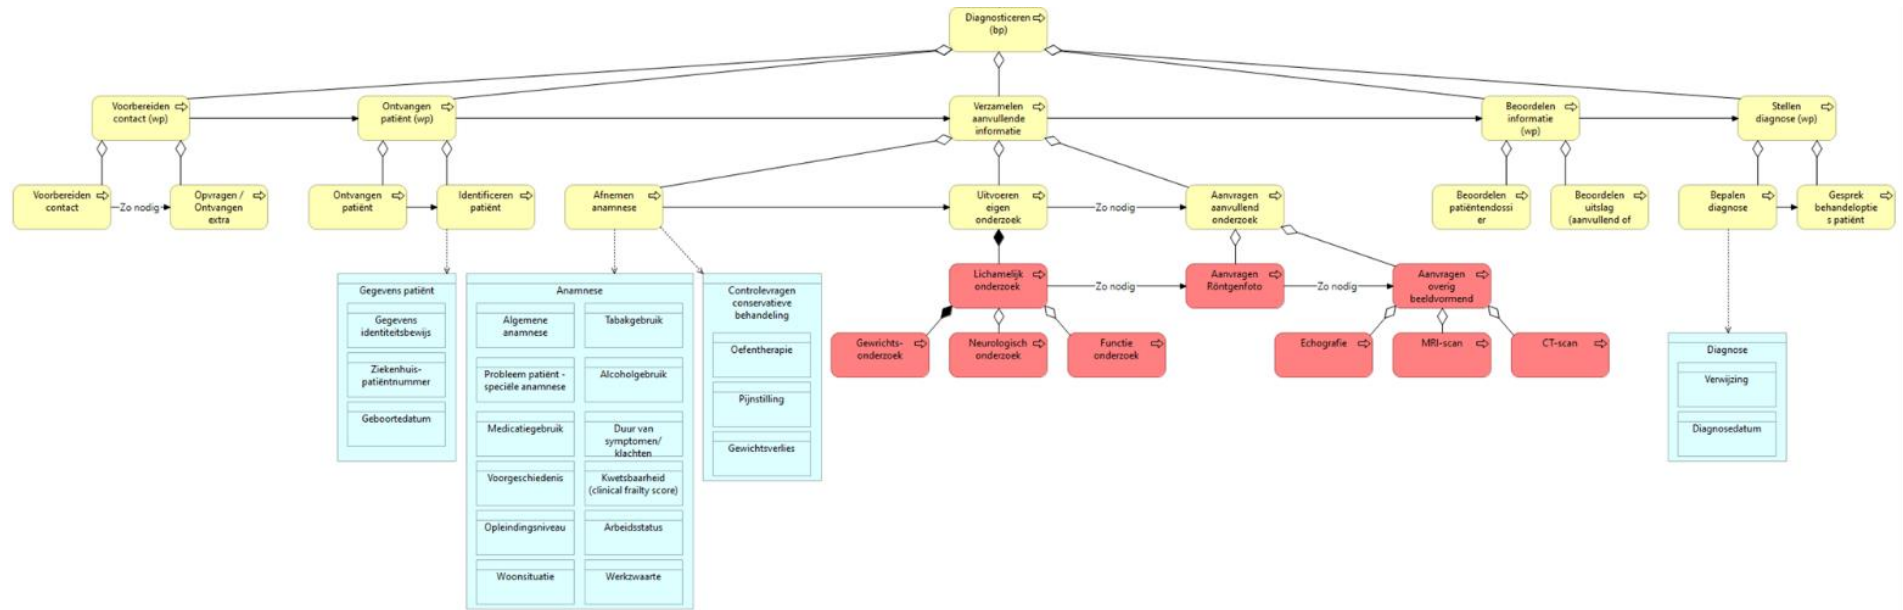 Diagnosticeren
(bp)
Voorbereiden
contact (wp)
Ontvangen
patiënt (wp)
Verzamelen
aanvullende
informatie
Beoordelen
informatie
(wp)
Stellen
diagnose (wp)
Voorbereiden
contact
Zo nodig
Opvragen /
Ontvangen
extra
Ontvangen
patiënt
Identificeren
patiënt
Afnemen
anamnese
Uitvoeren
eigen
onderzoek
Zo nodig
Aanvragen
aanvullend
onderzoek
Beoordelen
patiëntendossi
er
Beoordelen
uitslag
(aanvullend of
Bepalen
diagnose
Gesprek
behandeloptie
s patiënt
Lichamelijk
onderzoek
Zo nodig
Aanvragen
Röntgenfoto
Zo nodig
Aanvragen
overig
beeldvormend
Gewrichts-
onderzoek
Neurologisch
onderzoek
Functie
onderzoek
Echografie
MRI-scan
CT-scan
Gegevens patiënt
Gegevens
identiteitsbewijs
Ziekenhuis-
patiëntnummer
Geboortedatum
Anamnese
Algemene
anamnese
Tabakgebruik
Probleem patiënt -
speciële anamnese
Alcoholgebruik
Medicatiegebruik
Duur van
symptomen/
klachten
Voorgeschiedenis
Kwetsbaarheid
(clinical frailty score)
Opleidingsniveau
Arbeidsstatus
Woonsituatie
Werkzwaarte
Controlevragen
conservatieve
behandeling
Oefentherapie
Pijnstilling
Gewichtsverlies
Diagnose
Verwijzing
Diagnosedatum